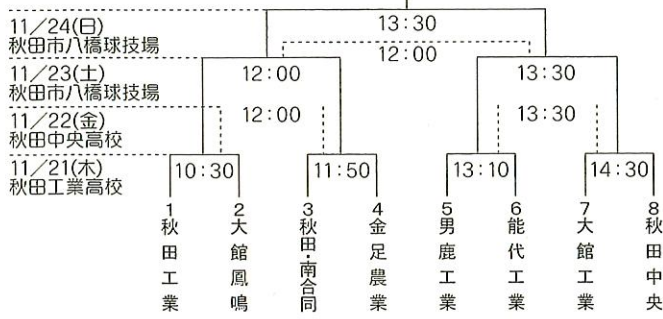 11/24(日)
秋田市八橋球技場
13:30
12:00
11/23(土)
秋田市八橋球技場
12:00
13:30
11/22(金)
秋田中央高校
12:00
13:30
11/21(木)
秋田工業高校
10:30
11:50
13:10
14:30
1
秋田工業
2
大館鳳鳴
3
秋田・南合同
4
金足農業
5
男鹿工業
6
能代工業
7
大館工業
8
秋田中央